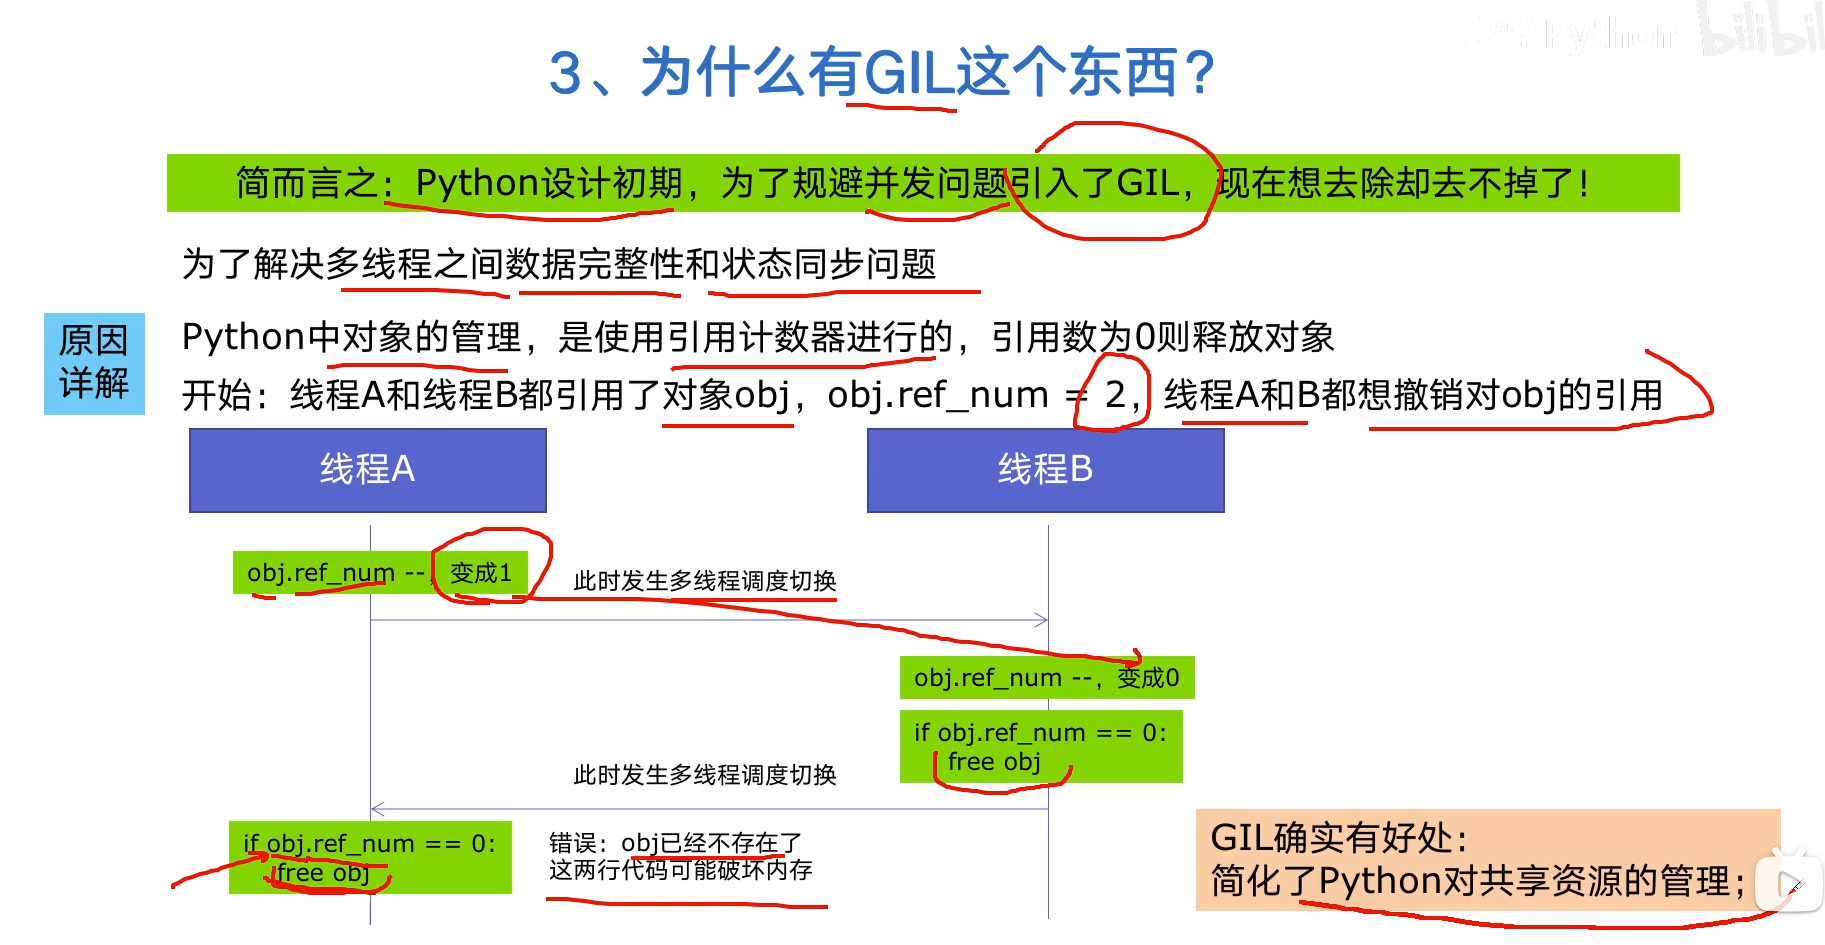 Python
bilibili
3、为什么有GIL这个东西?
简而言之：Python设计初期，为了规避并发问题引入了GIL，现在想去除却去不掉了！
为了解决多线程之间数据完整性和状态同步问题
原因
详解
Python中对象的管理，是使用引用计数器进行的，引用数为0则释放对象
开始：线程A和线程B都引用了对象obj，obj.ref_num = 2，线程A和B都想撤销对obj的引用
线程A
线程B
obj.ref_num --，变成1
此时发生多线程调度切换
obj.ref_num --，变成0
if obj.ref_num == 0:
free obj
此时发生多线程调度切换
if obj.ref_num == 0:
free obj
错误：obj已经不存在了
这两行代码可能破坏内存
GIL确实有好处：
简化了Python对共享资源的管理；